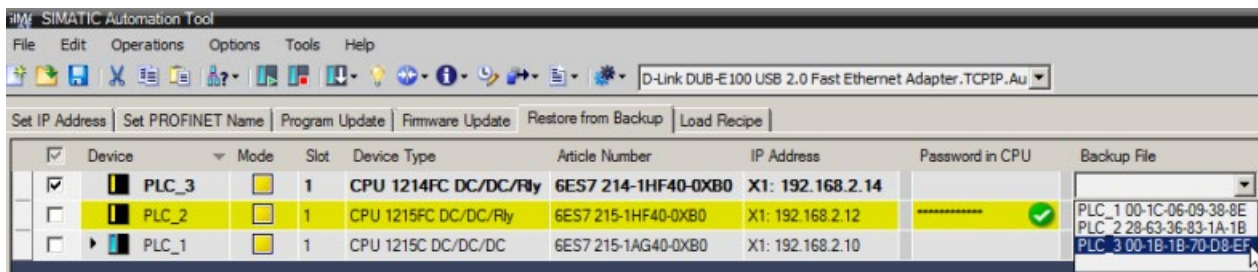 SIMATIC Automation Tool
File Edit Operations Options Tools Help
D-Link DUB-E100 USB 2.0 Fast Ethernet Adapter.TCPIP.Au
Set IP Address Set PROFINET Name Program Update Firmware Update Restore from Backup Load Recipe
Device Mode Slot Device Type Article Number IP Address Password in CPU Backup File
PLC_3 1 CPU 1214FC DC/DC/Rly 6ES7 214-1HF40-0XB0 X1: 192.168.2.14
PLC_2 1 CPU 1215FC DC/DC/Rly 6ES7 215-1HF40-0XB0 X1: 192.168.2.12 ************* PLC_1 00-1C-06-09-38-8E
PLC_2 28-63-36-83-1A-1B
PLC_1 1 CPU 1215C DC/DC/DC 6ES7 215-1AG40-0XB0 X1: 192.168.2.10 PLC_3 00-1B-1B-70-D8-EF